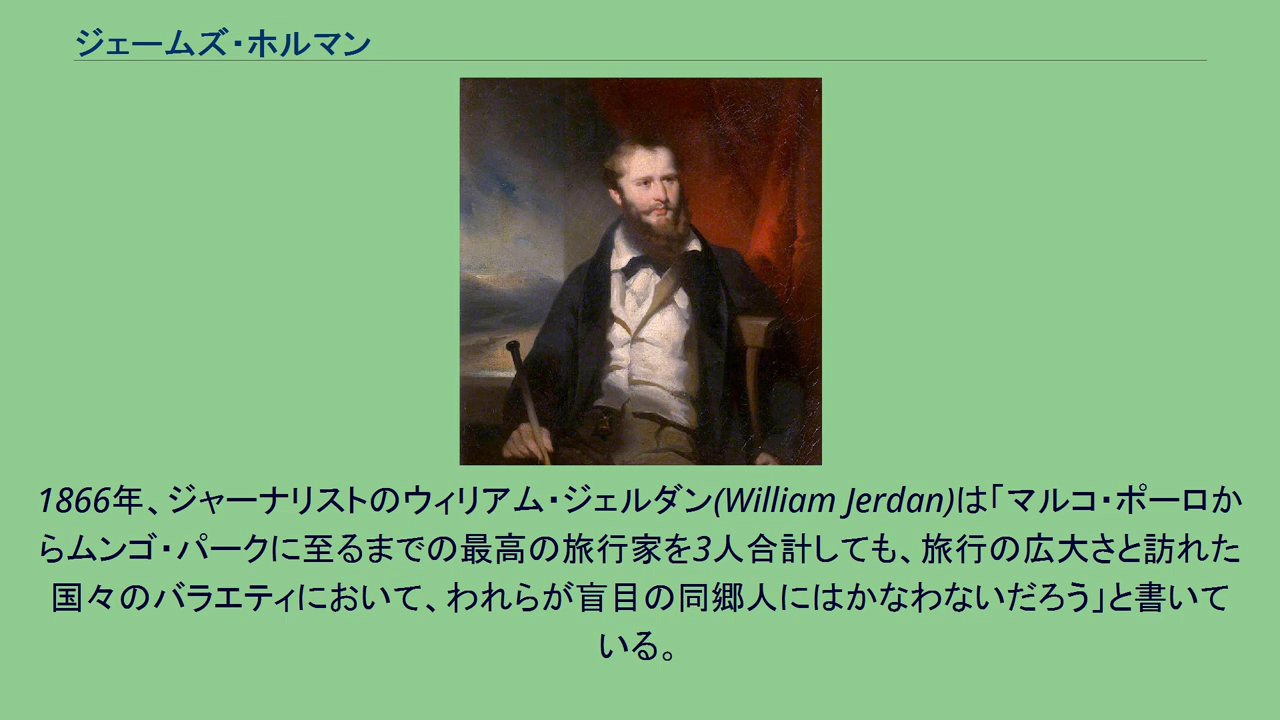 ジェームズ・ホルマン
1866年、ジャーナリストのウィリアム・ジェルダン(William Jerdan)は「マルコ・ポーロか
らムンゴ・パークに至るまでの最高の旅行家を3人合計しても、旅行の広大さと訪れた
国々のバラエティにおいて、われらが盲目の同郷人にはかなわないだろう」と書いて
いる。